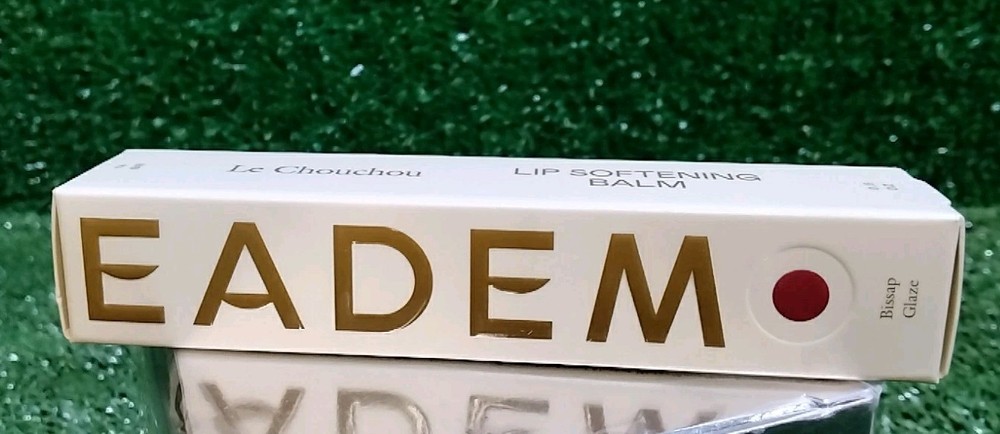 Le Chouchou
LIP SOFTENING
BALM
EADEM
Bissap
Glaze